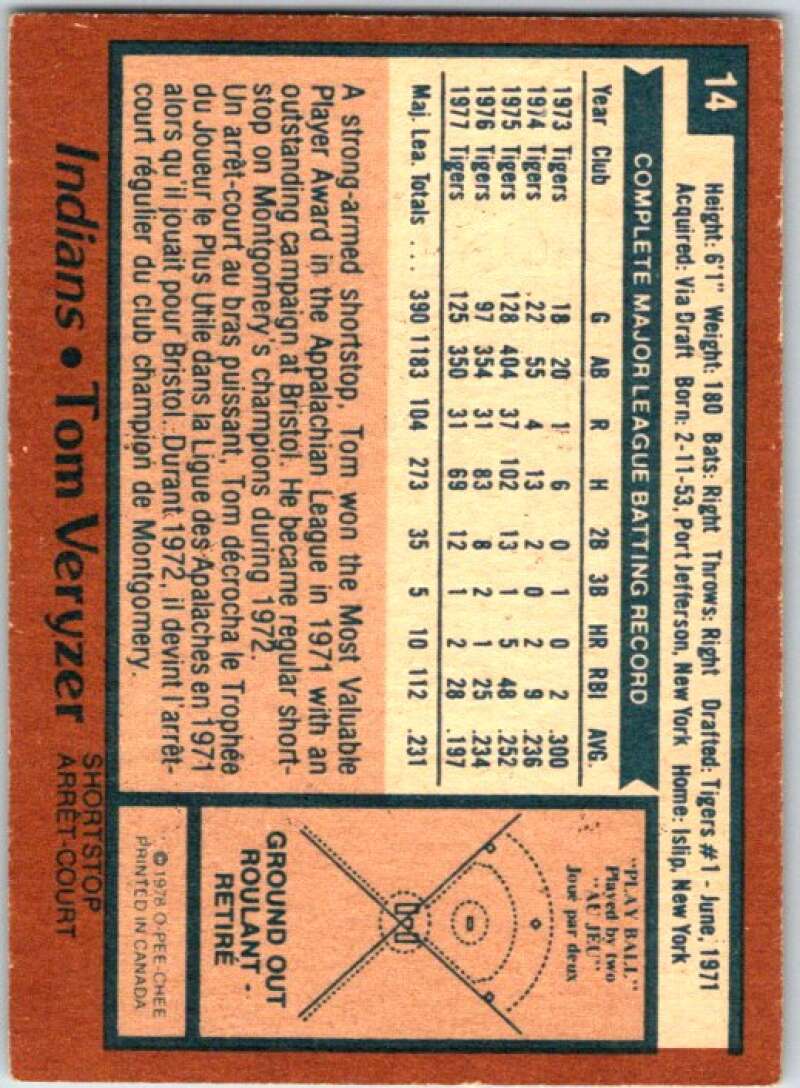 14
Height: 6'1" Weight: 180 Bats: Right Throws: Right Drafted: Tigers #1 - June, 1971
Acquired: Via Draft Born: 2-11-53, Port Jefferson, New York Home: Islip, New York
COMPLETE MAJOR LEAGUE BATTING RECORD
Year Club G AB R H 2B 3B HR RBI AVG.
1973 Tigers 18 20 1 6 0 1 0 2 .300
1974 Tigers 22 55 4 13 2 0 2 9 .236
1975 Tigers 128 404 37 102 13 1 5 48 .252
1976 Tigers 97 354 31 83 8 2 1 25 .234
1977 Tigers 125 350 31 69 12 1 2 28 .197
Maj. Lea. Totals .... 390 1183 104 273 35 5 10 112 .231
A strong-armed shortstop, Tom won the Most Valuable
Player Award in the Appalachian League in 1971 with an
outstanding campaign at Bristol. He became regular short-
stop on Montgomery's champions during 1972.
Un arrêt-court au bras puissant, Tom décrocha le Trophée
du Joueur le Plus Utile dans la Ligue des Apalaches en 1971
alors qu'il jouait pour Bristol. Durant 1972, il devint l'arrêt-
court régulier du club champion de Montgomery.
"PLAY BALL"
Played by two
"AU JEU"
Joué par deux
GROUND OUT
ROULANT -
RETIRÉ
©1978 O-PEE-CHEE
PRINTED IN CANADA
Indians • Tom Veryzer
SHORTSTOP
ARRÊT-COURT